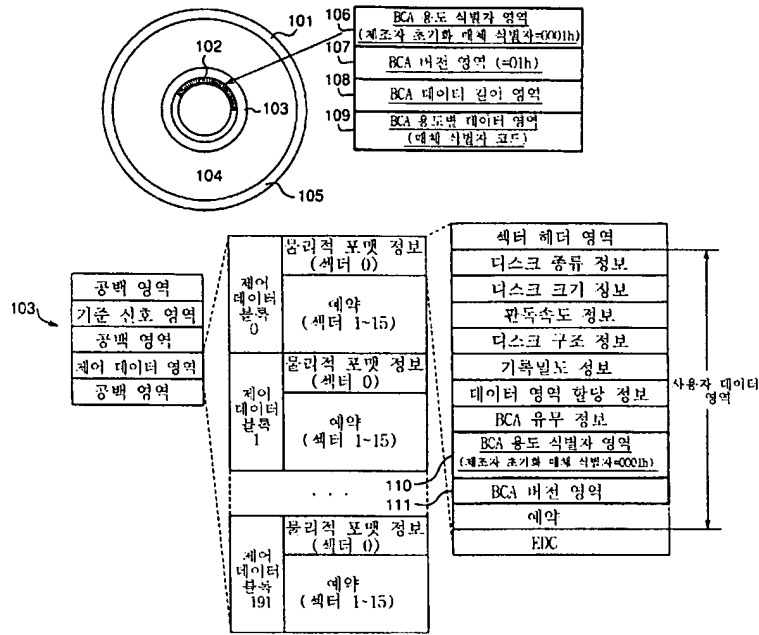 101
102
103
104
105
106
BCA 용도 식별자 영역
(제조자 초기화 매체 식별자=0001h)
107
BCA 버전 영역 (=01h)
108
BCA 데이터 길이 영역
109
BCA 용도별 데이터 영역
(매체 식별자 코드)
103
공백 영역
기준 신호 영역
공백 영역
제어 데이터 영역
공백 영역
제어
데이터
블록
0
물리적 포맷 정보
(섹터 0)
예약
(섹터 1~15)
제어
데이터
블록
1
물리적 포맷 정보
(섹터 0)
예약
(섹터 1~15)
. . .
제어
데이터
블록
191
물리적 포맷 정보
(섹터 0)
예약
(섹터 1~15)
섹터 헤더 영역
디스크 종류 정보
디스크 크기 정보
판독속도 정보
디스크 구조 정보
기록밀도 정보
데이터 영역 할당 정보
BCA 유무 정보
110
BCA 용도 식별자 영역
(제조자 초기화 매체 식별자=0001h)
111
BCA 버전 영역
예약
EDC
사용자 데이터
영역